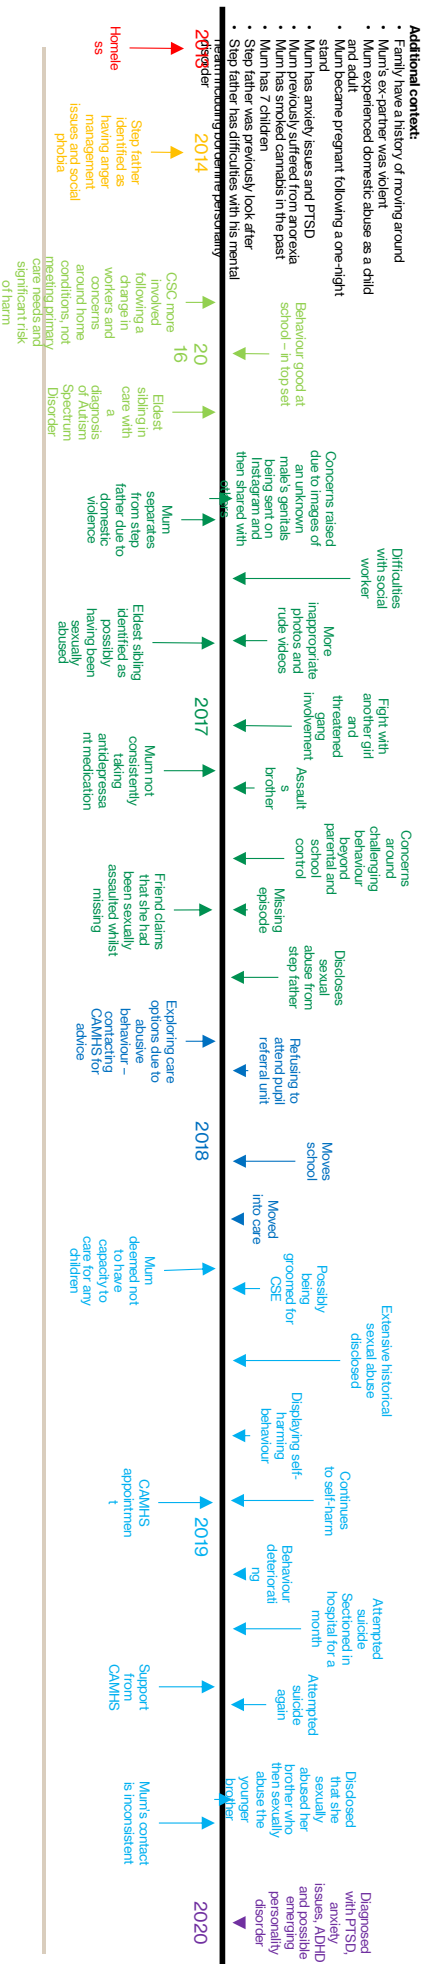 Additional context:
• Family have a history of moving around
• Mum's ex-partner was violent
• Mum experienced domestic abuse as a child
and adult
• Mum became pregnant following a one-night
stand
• Mum has anxiety issues and PTSD
• Mum previously suffered from anorexia
• Mum has smoked cannabis in the past
• Mum has 7 children
• Step father was previously look after
• Step father has difficulties with his mental
health including borderline personality
disorder
2013
Homele
ss
2014
Step father
identified as
having anger
management
issues and social
phobia
CSC more
involved
following a
change in
workers and
concerns
around home
conditions, not
meeting primary
care needs and
significant risk
of harm
20
16
Behaviour good at
school – in top set
Eldest
sibling in
care with
a
diagnosis
of Autism
Spectrum
Disorder
Concerns raised
due to images of
an unknown
male's genitals
being sent on
Instagram and
then shared with
others
Mum
separates
from step
father due to
domestic
violence
Difficulties
with social
worker
More
inappropriate
photos and
rude videos
Eldest sibling
identified as
possibly
having been
sexually
abused
2017
Fight with
another girl
and
threatened
gang
involvement
Mum not
consistently
taking
antidepressa
nt medication
Assault
s
brother
Concerns
around
challenging
behaviour
beyond
parental and
school
control
Missing
episode
Friend claims
that she had
been sexually
assaulted whilst
missing
Discloses
sexual
abuse from
step father
Exploring care
options due to
abusive
behaviour –
contacting
CAMHS for
advice
Refusing to
attend pupil
referral unit
2018
Moves
school
Moved
into care
Mum
deemed not
to have
capacity to
care for any
children
Possibly
being
groomed for
CSE
Extensive historical
sexual abuse
disclosed
Displaying self-
harming
behaviour
Continues
to self-harm
CAMHS
appointmen
t
2019
Behaviour
deteriorati
ng
Attempted
suicide
Sectioned in
hospital for a
month
Support
from
CAMHS
Attempted
suicide
again
Disclosed
that she
sexually
abused her
brother who
then sexually
abuse the
younger
brother
Mum's contact
is inconsistent
2020
Diagnosed
with PTSD,
anxiety
issues, ADHD
and possible
emerging
personality
disorder